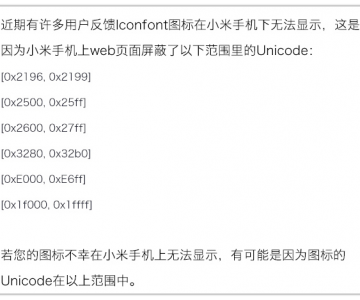 近期有许多用户反馈Iconfont图标在小米手机下无法显示，这是
因为小米手机上web页面屏蔽了以下范围里的Unicode：
[0x2196, 0x2199]
[0x2500, 0x25ff]
[0x2600, 0x27ff]
[0x3280, 0x32b0]
[0xE000, 0xE6ff]
[0x1f000, 0x1ffff]
若您的图标不幸在小米手机上无法显示，有可能是因为图标的
Unicode在以上范围中。